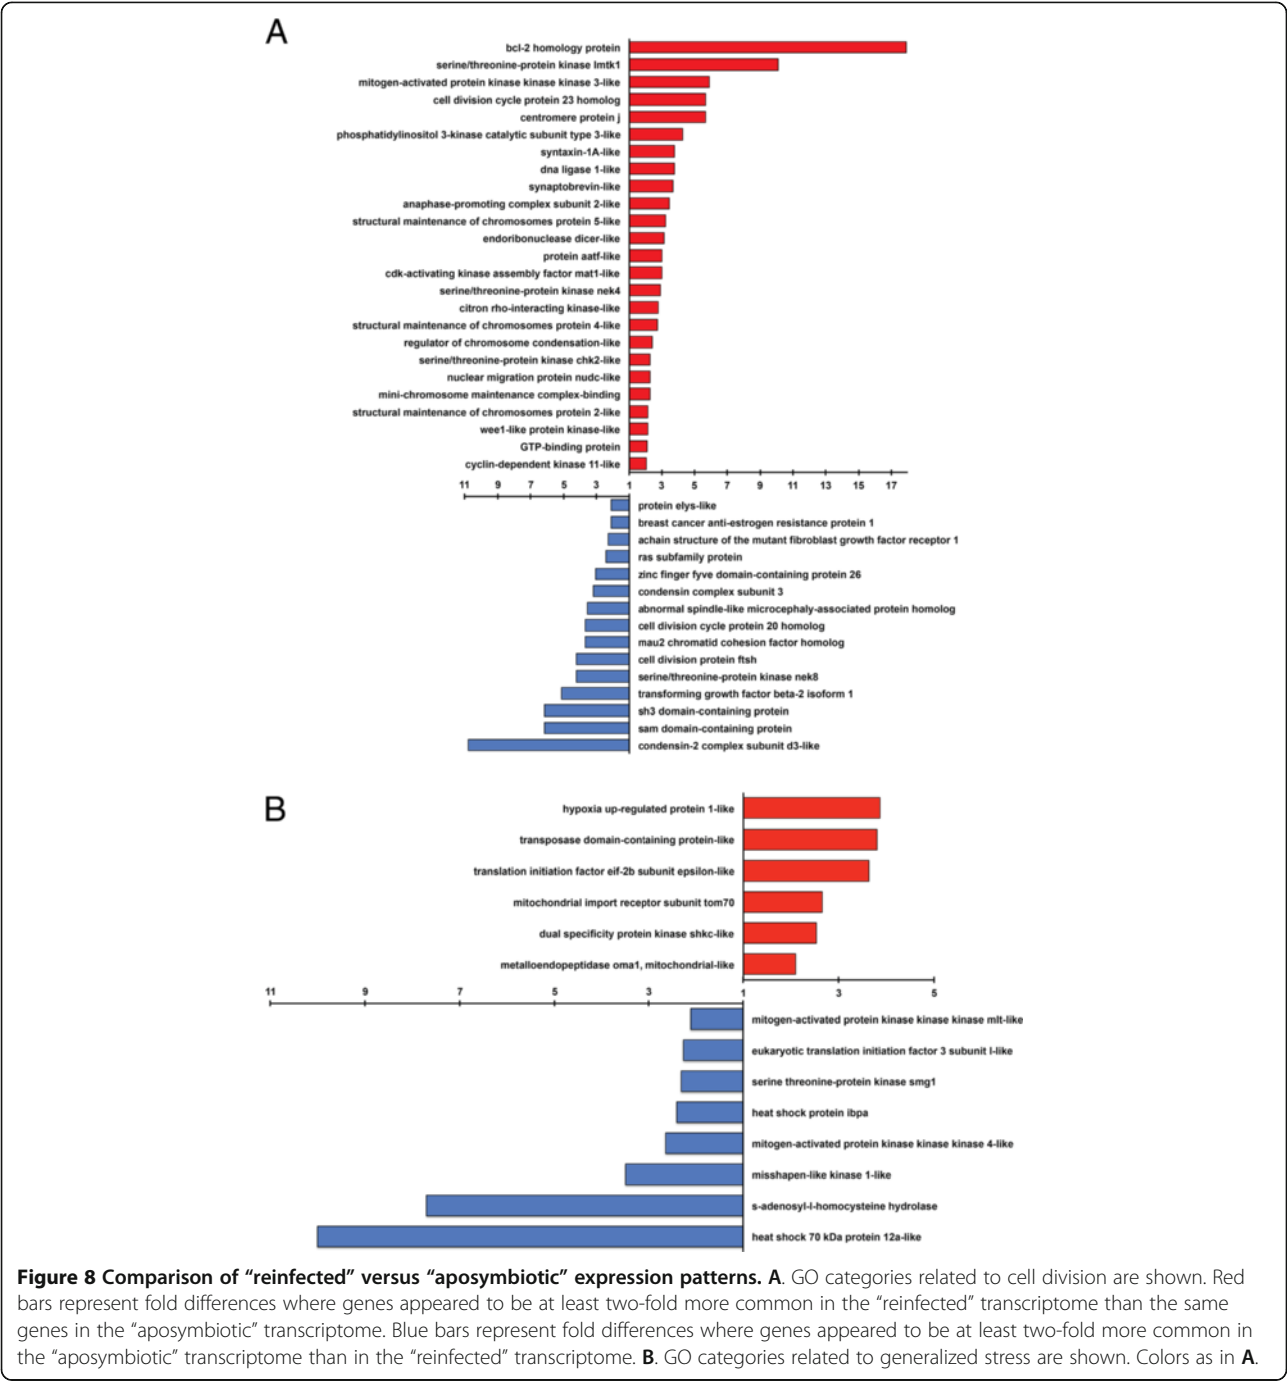 A
bcl-2 homology protein
serine/threonine-protein kinase lmtk1
mitogen-activated protein kinase kinase kinase 3-like
cell division cycle protein 23 homolog
centromere protein j
phosphatidylinositol 3-kinase catalytic subunit type 3-like
syntaxin-1A-like
dna ligase 1-like
synaptobrevin-like
anaphase-promoting complex subunit 2-like
structural maintenance of chromosomes protein 5-like
endoribonuclease dicer-like
protein aatf-like
cdk-activating kinase assembly factor mat1-like
serine/threonine-protein kinase nek4
citron rho-interacting kinase-like
structural maintenance of chromosomes protein 4-like
regulator of chromosome condensation-like
serine/threonine-protein kinase chk2-like
nuclear migration protein nudc-like
mini-chromosome maintenance complex-binding
structural maintenance of chromosomes protein 2-like
wee1-like protein kinase-like
GTP-binding protein
cyclin-dependent kinase 11-like
11 9 7 5 3 1 3 5 7 9 11 13 15 17
protein elys-like
breast cancer anti-estrogen resistance protein 1
achain structure of the mutant fibroblast growth factor receptor 1
ras subfamily protein
zinc finger fyve domain-containing protein 26
condensin complex subunit 3
abnormal spindle-like microcephaly-associated protein homolog
cell division cycle protein 20 homolog
mau2 chromatid cohesion factor homolog
cell division protein ftsh
serine/threonine-protein kinase nek8
transforming growth factor beta-2 isoform 1
sh3 domain-containing protein
sam domain-containing protein
condensin-2 complex subunit d3-like
B
hypoxia up-regulated protein 1-like
transposase domain-containing protein-like
translation initiation factor eif-2b subunit epsilon-like
mitochondrial import receptor subunit tom70
dual specificity protein kinase shkc-like
metalloendopeptidase oma1, mitochondrial-like
11 9 7 5 3 1 3 5
mitogen-activated protein kinase kinase kinase mlt-like
eukaryotic translation initiation factor 3 subunit l-like
serine threonine-protein kinase smg1
heat shock protein ibpa
mitogen-activated protein kinase kinase kinase 4-like
misshapen-like kinase 1-like
s-adenosyl-l-homocysteine hydrolase
heat shock 70 kDa protein 12a-like
Figure 8 Comparison of “reinfected” versus “aposymbiotic” expression patterns. A. GO categories related to cell division are shown. Red
bars represent fold differences where genes appeared to be at least two-fold more common in the “reinfected” transcriptome than the same
genes in the “aposymbiotic” transcriptome. Blue bars represent fold differences where genes appeared to be at least two-fold more common in
the “aposymbiotic” transcriptome than in the “reinfected” transcriptome. B. GO categories related to generalized stress are shown. Colors as in A.